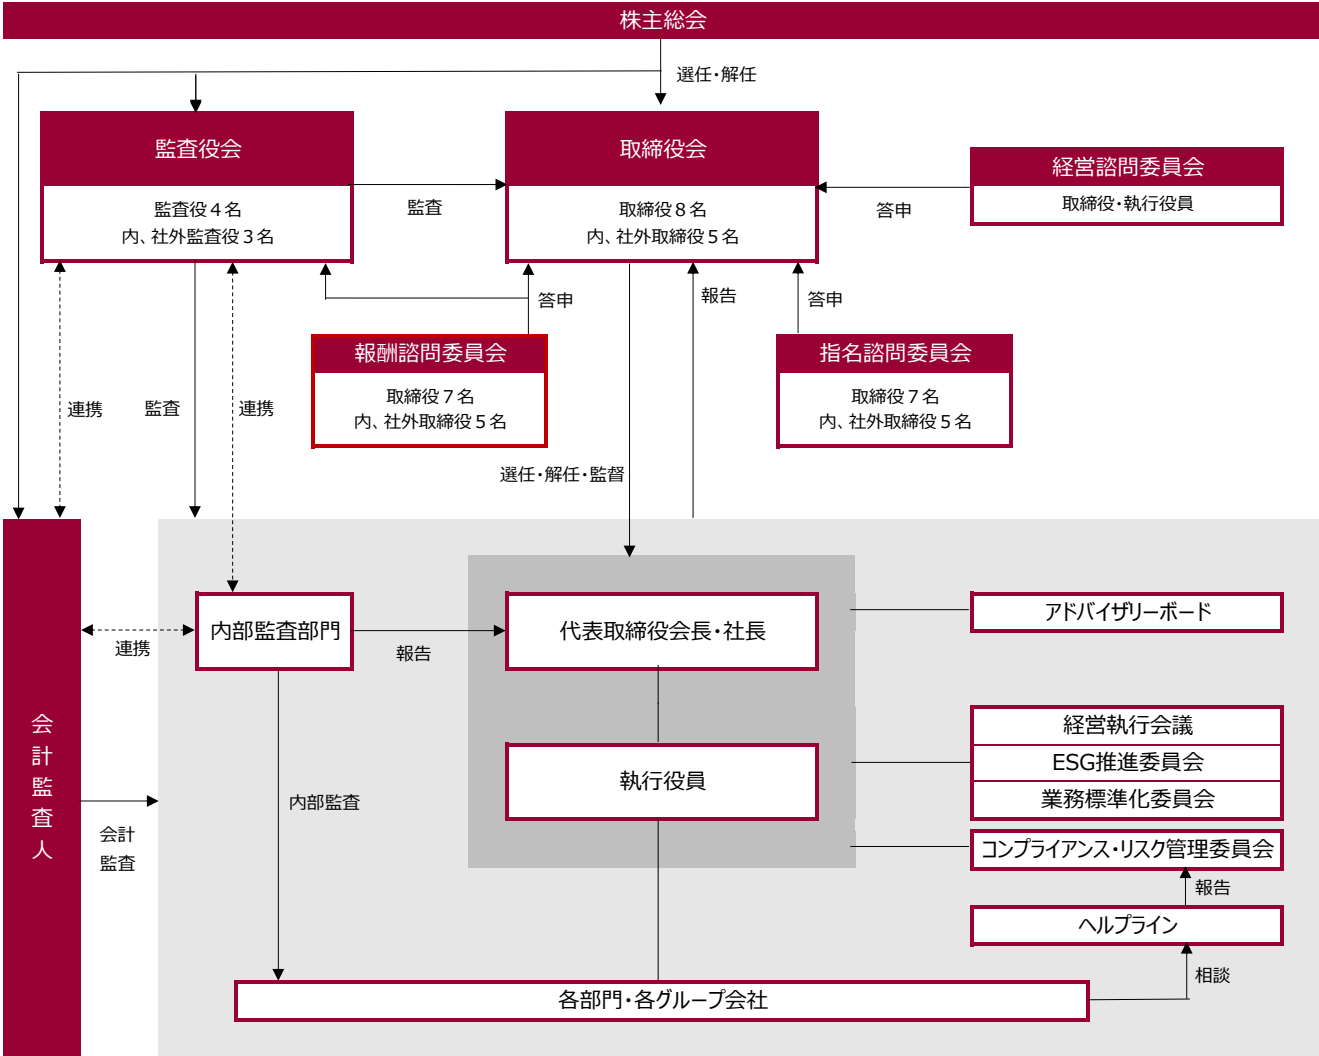 株主総会
選任・解任
監査役会
監査役４名
内、社外監査役３名
監査
取締役会
取締役８名
内、社外取締役５名
答申
経営諮問委員会
取締役・執行役員
答申
報告
答申
報酬諮問委員会
取締役７名
内、社外取締役５名
指名諮問委員会
取締役７名
内、社外取締役５名
連携
監査
連携
選任・解任・監督
会計監査人
連携
内部監査部門
報告
代表取締役会長・社長
アドバイザリーボード
執行役員
経営執行会議
ESG推進委員会
業務標準化委員会
内部監査
会計
監査
コンプライアンス・リスク管理委員会
報告
ヘルプライン
相談
各部門・各グループ会社